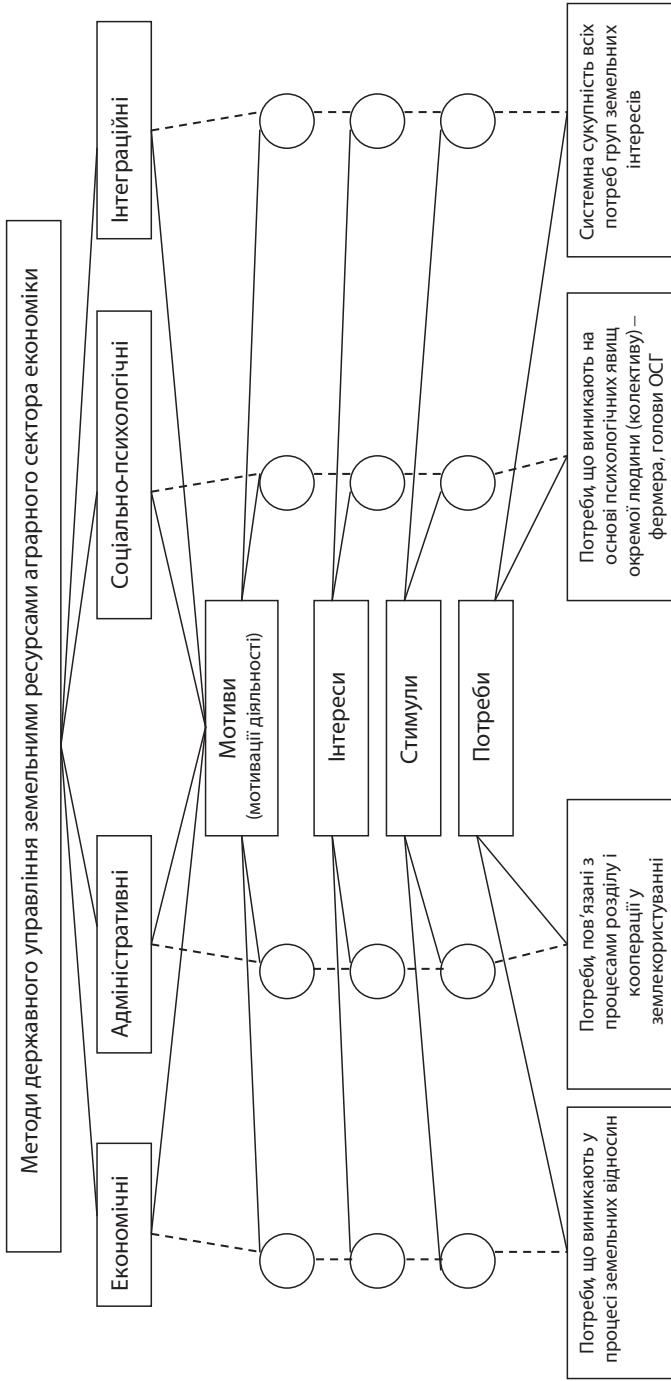 Методи державного управління земельними ресурсами аграрного сектора економіки
Економічні
Адміністративні
Соціально-психологічні
Інтеграційні
Мотиви
(мотивації діяльності)
Інтереси
Стимули
Потреби
Потреби, що виникають у
процесі земельних відносин
Потреби, пов’язані з
процесами розділу і
кооперації у
землекористуванні
Потреби, що виникають на
основі психологічних явищ
окремої людини (колективу) –
фермера, голови ОСГ
Системна сукупність всіх
потреб груп земельних
інтересів